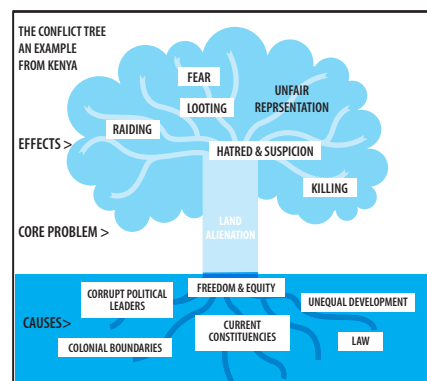 THE CONFLICT TREE
AN EXAMPLE
FROM KENYA
FEAR
UNFAIR
REPRSENTATION
LOOTING
RAIDING
EFFECTS >
HATRED & SUSPICION
KILLING
LAND
ALIENATION
CORE PROBLEM >
FREEDOM & EQUITY
CORRUPT POLITICAL
LEADERS
UNEQUAL DEVELOPMENT
CAUSES>
CURRENT
CONSTITUENCIES
LAW
COLONIAL BOUNDARIES